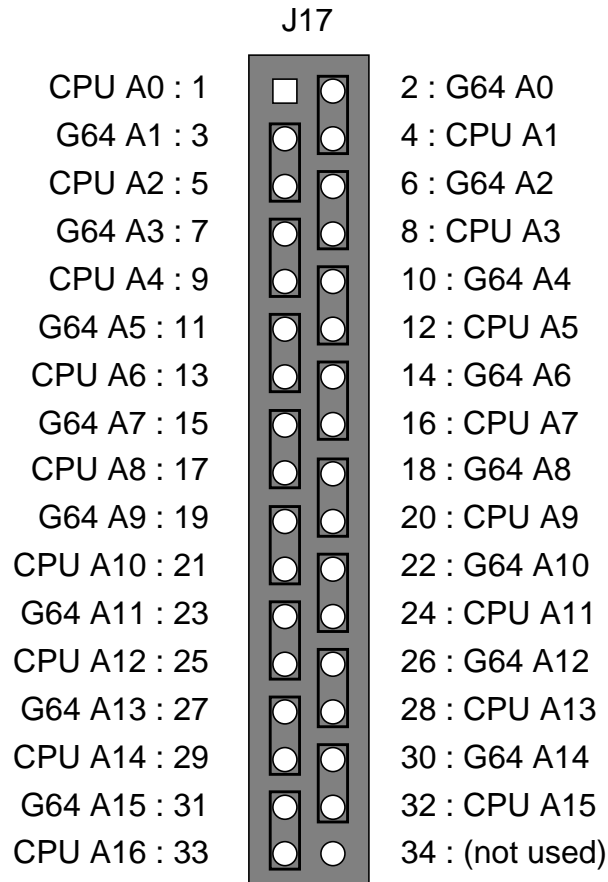 J17
CPU A0 : 1 2 : G64 A0
G64 A1 : 3 4 : CPU A1
CPU A2 : 5 6 : G64 A2
G64 A3 : 7 8 : CPU A3
CPU A4 : 9 10 : G64 A4
G64 A5 : 11 12 : CPU A5
CPU A6 : 13 14 : G64 A6
G64 A7 : 15 16 : CPU A7
CPU A8 : 17 18 : G64 A8
G64 A9 : 19 20 : CPU A9
CPU A10 : 21 22 : G64 A10
G64 A11 : 23 24 : CPU A11
CPU A12 : 25 26 : G64 A12
G64 A13 : 27 28 : CPU A13
CPU A14 : 29 30 : G64 A14
G64 A15 : 31 32 : CPU A15
CPU A16 : 33 34 : (not used)